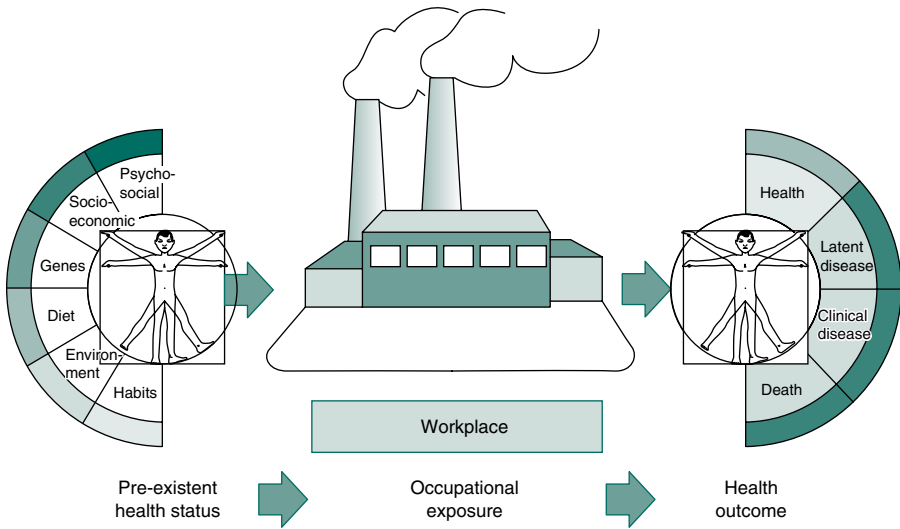 Psycho-
social
Socio-
economic
Genes
Diet
Environ-
ment
Habits
Health
Latent
disease
Clinical
disease
Death
Workplace
Pre-existent
health status
Occupational
exposure
Health
outcome